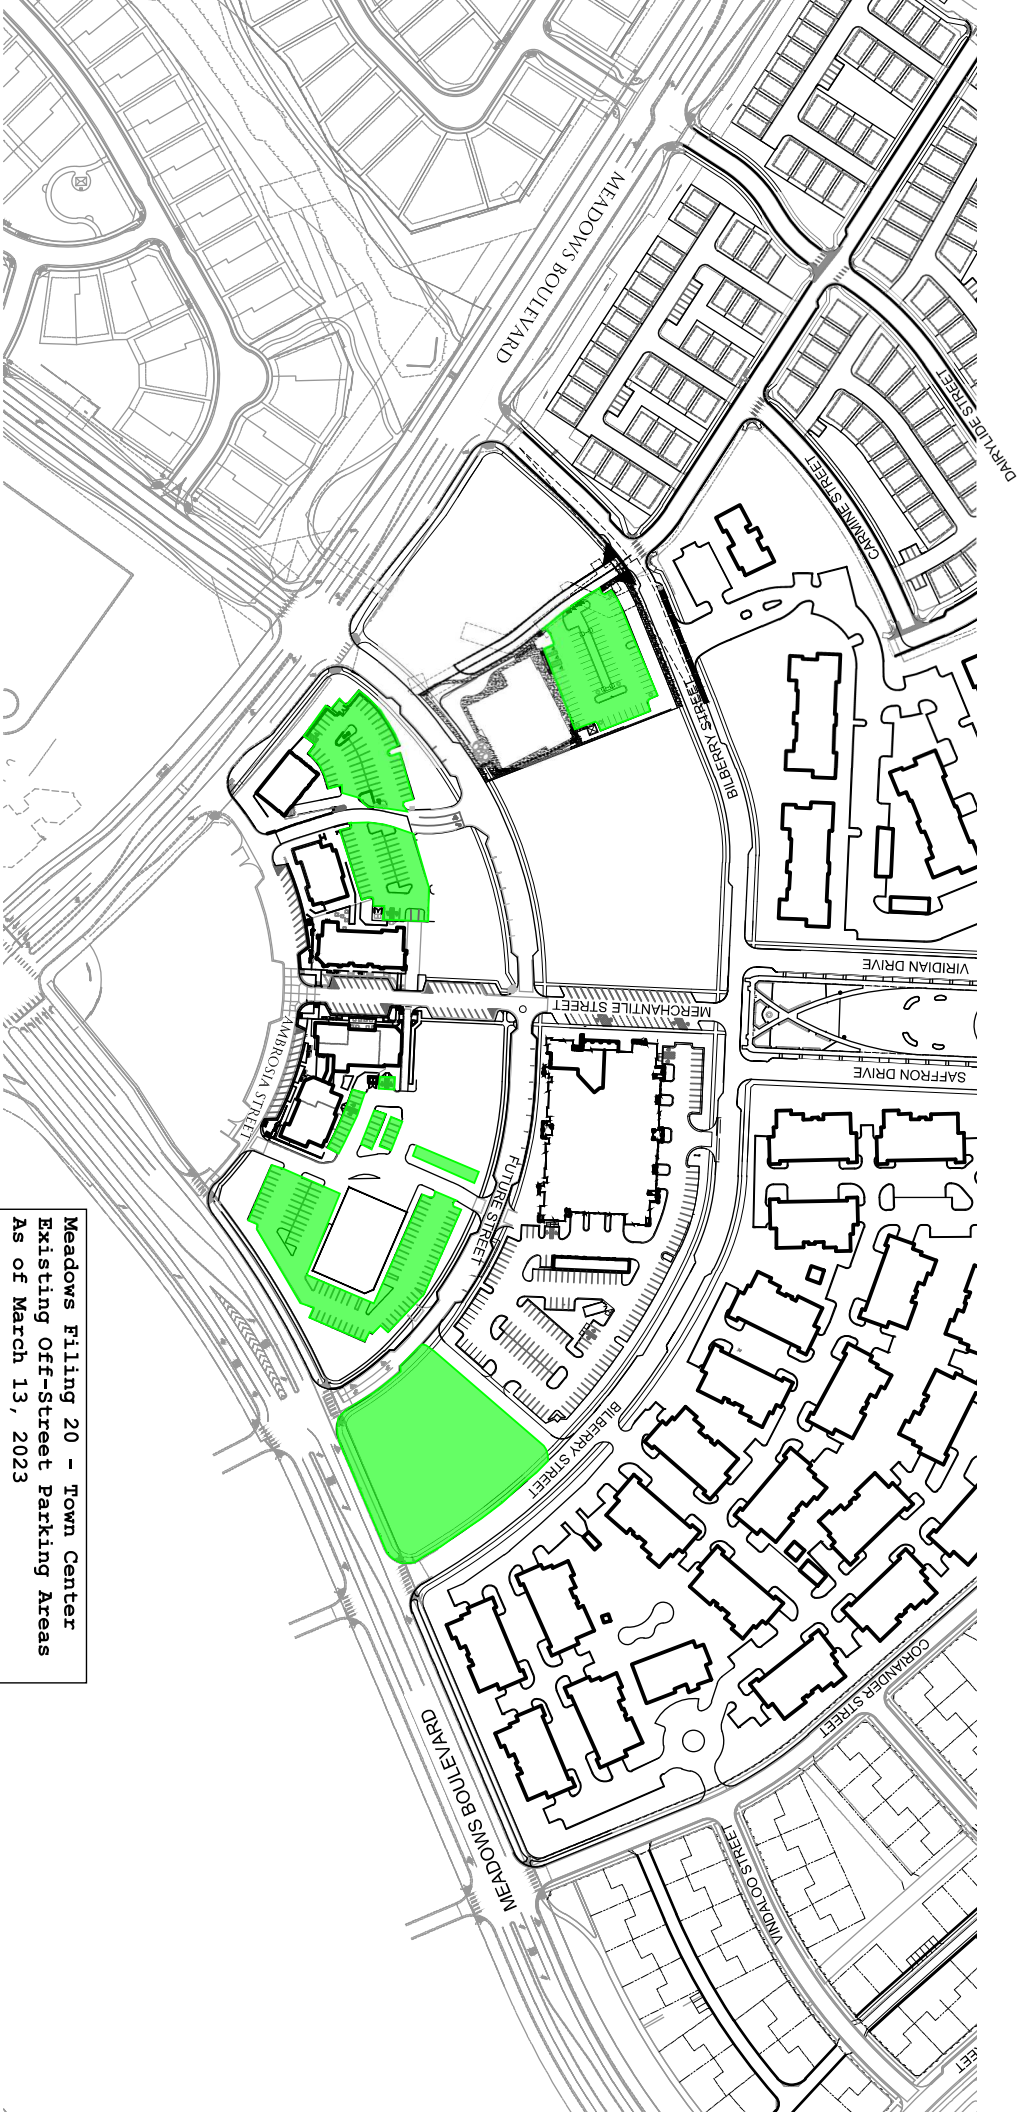 MEADOWS BOULEVARD
DAIRYLIDE STREET
CARMINE STREET
BILBERRY STREET
VIRIDIAN DRIVE
MERCHANTILE STREET
SAFFRON DRIVE
AMBROSIA STREET
FUTURE STREET
BILBERRY STREET
CORIANDER STREET
MEADOWS BOULEVARD
VINDALOO STREET
Meadows Filing 20 - Town Center
Existing Off-Street Parking Areas
As of March 13, 2023